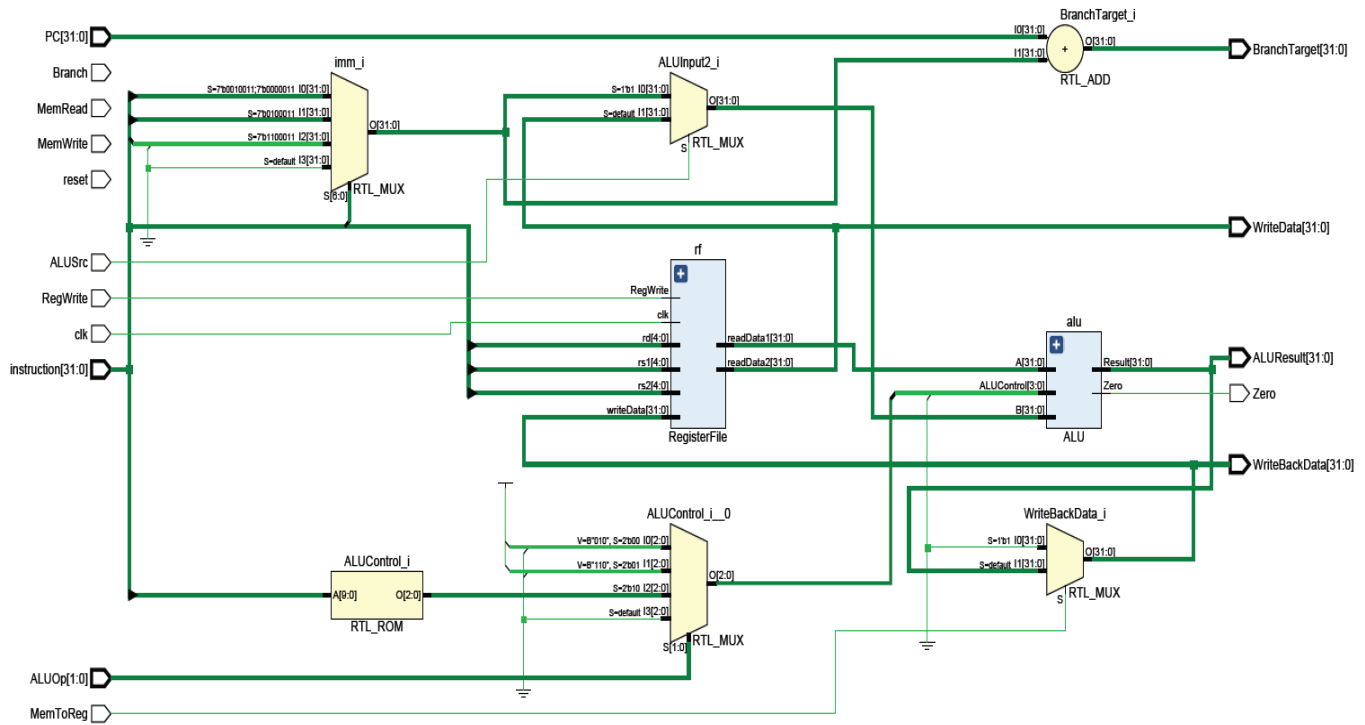 PC[31:0]
Branch
MemRead
MemWrite
reset
ALUSrc
RegWrite
clk
instruction[31:0]
ALUOp[1:0]
MemToReg
imm_i
S=7'b0010011;7'b0000011 I0[31:0]
S=7'b0100011 I1[31:0]
S=7'b1100011 I2[31:0]
S=default I3[31:0]
O[31:0]
S[6:0]
RTL_MUX
ALUInput2_i
S=1'b1 I0[31:0]
S=default I1[31:0]
O[31:0]
S
RTL_MUX
BranchTarget_i
I0[31:0]
I1[31:0]
+
O[31:0]
RTL_ADD
BranchTarget[31:0]
WriteData[31:0]
rf
RegWrite
clk
rd[4:0]
rs1[4:0]
rs2[4:0]
writeData[31:0]
readData1[31:0]
readData2[31:0]
RegisterFile
alu
A[31:0]
ALUControl[3:0]
B[31:0]
Result[31:0]
Zero
ALU
ALUResult[31:0]
Zero
WriteBackData[31:0]
ALUControl_i
A[9:0]
O[2:0]
RTL_ROM
ALUControl_i__0
V=B"010", S=2'b00 I0[2:0]
V=B"110", S=2'b01 I1[2:0]
S=2'b10 I2[2:0]
S=default I3[2:0]
O[2:0]
S[1:0]
RTL_MUX
WriteBackData_i
S=1'b1 I0[31:0]
S=default I1[31:0]
O[31:0]
S
RTL_MUX